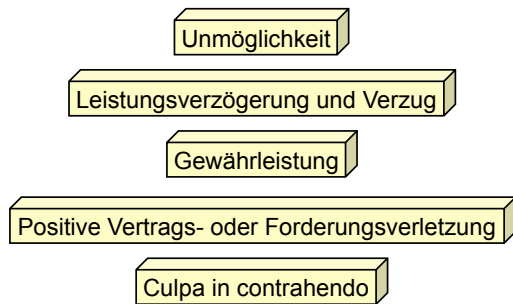 Unmöglichkeit
Leistungsverzögerung und Verzug
Gewährleistung
Positive Vertrags- oder Forderungsverletzung
Culpa in contrahendo